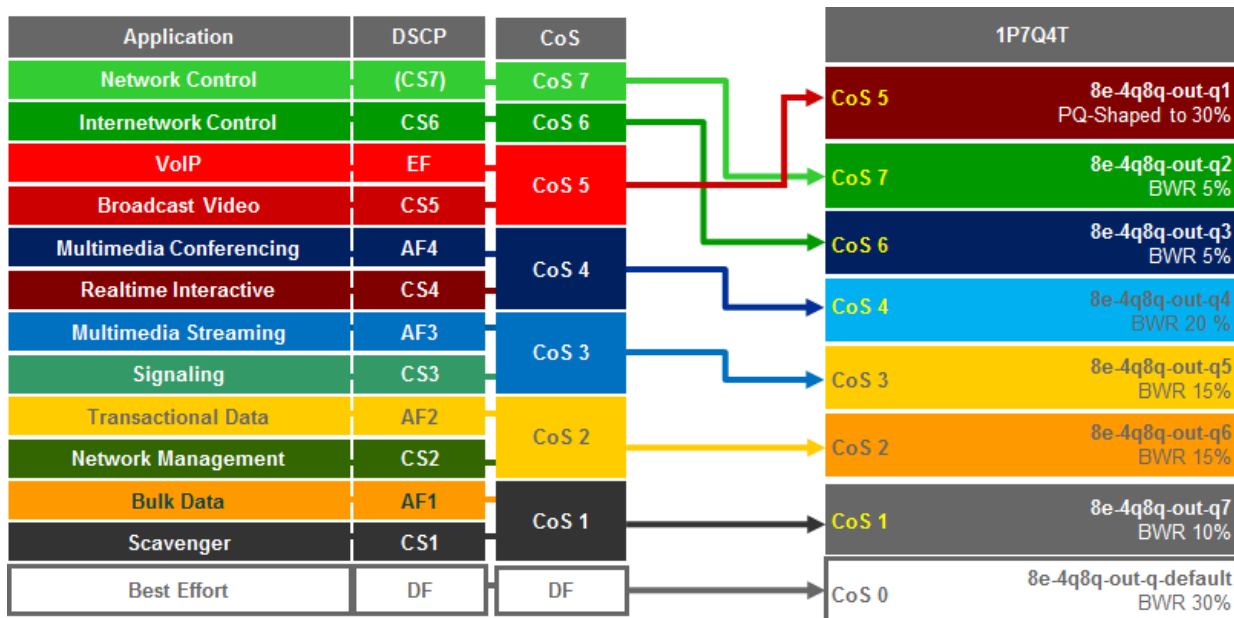 Application DSCP CoS 1P7Q4T
Network Control (CS7) CoS 7
Internetwork Control CS6 CoS 6
VoIP EF
CoS 5
Broadcast Video CS5
Multimedia Conferencing AF4
CoS 4
Realtime Interactive CS4
Multimedia Streaming AF3
CoS 3
Signaling CS3
Transactional Data AF2
CoS 2
Network Management CS2
Bulk Data AF1
CoS 1
Scavenger CS1
Best Effort DF DF
CoS 5 8e-4q8q-out-q1
PQ-Shaped to 30%
CoS 7 8e-4q8q-out-q2
BWR 5%
CoS 6 8e-4q8q-out-q3
BWR 5%
CoS 4 8e-4q8q-out-q4
BWR 20 %
CoS 3 8e-4q8q-out-q5
BWR 15%
CoS 2 8e-4q8q-out-q6
BWR 15%
CoS 1 8e-4q8q-out-q7
BWR 10%
CoS 0 8e-4q8q-out-q-default
BWR 30%